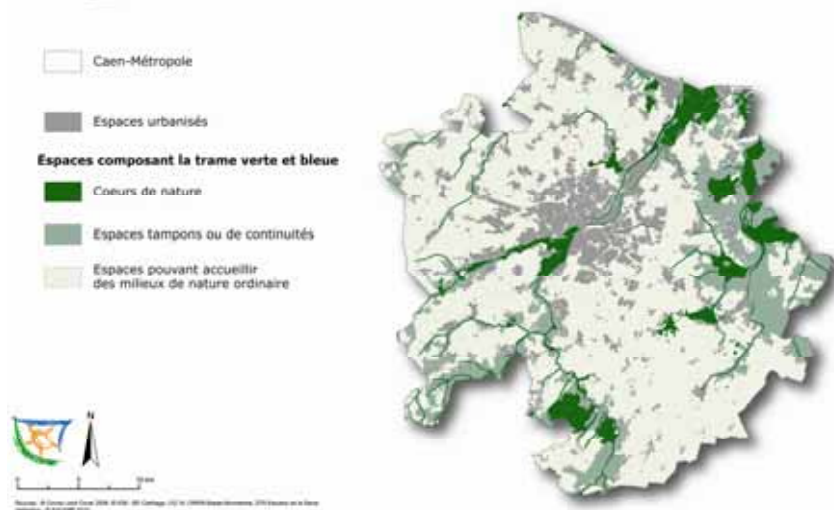 Caen-Métropole
Espaces urbanisés
Espaces composant la trame verte et bleue
Coeurs de nature
Espaces tampons ou de continuités
Espaces pouvant accueillir
des milieux de nature ordinaire
N
0